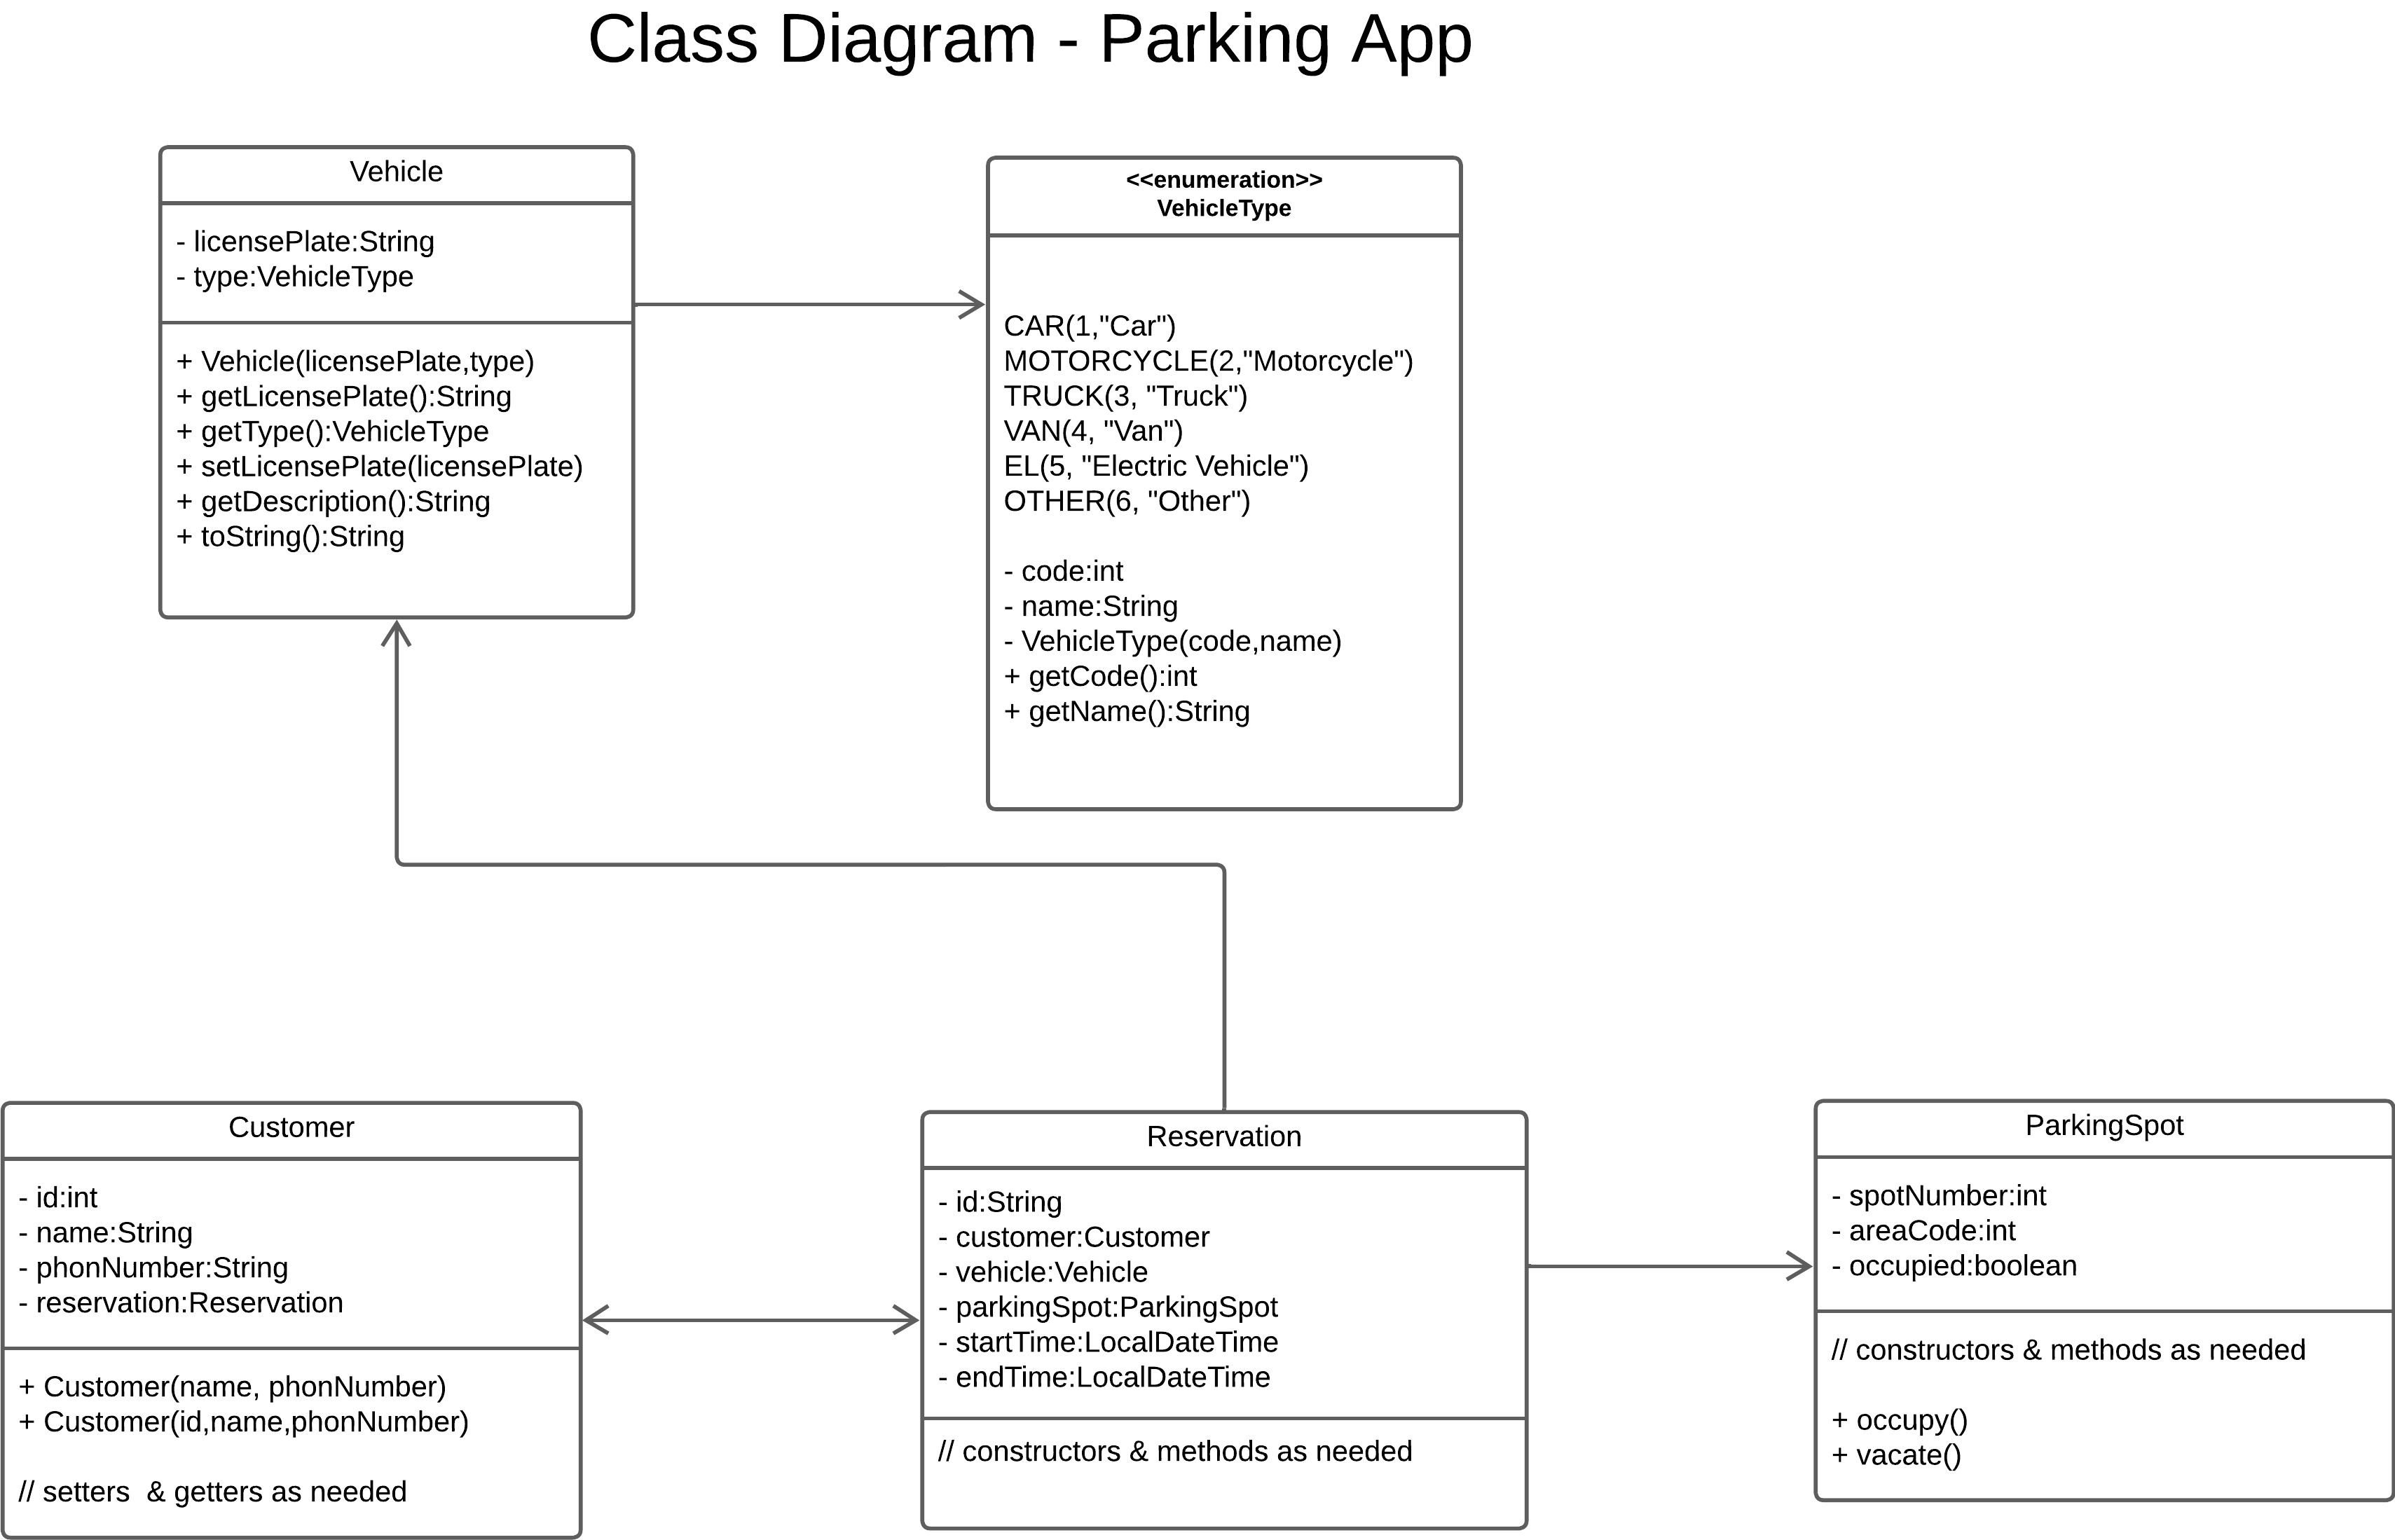 Class Diagram - Parking App
Vehicle
- licensePlate:String
- type:VehicleType
+ Vehicle(licensePlate,type)
+ getLicensePlate():String
+ getType():VehicleType
+ setLicensePlate(licensePlate)
+ getDescription():String
+ toString():String
<<enumeration>>
VehicleType
CAR(1,"Car")
MOTORCYCLE(2,"Motorcycle")
TRUCK(3, "Truck")
VAN(4, "Van")
EL(5, "Electric Vehicle")
OTHER(6, "Other")
- code:int
- name:String
- VehicleType(code,name)
+ getCode():int
+ getName():String
Customer
- id:int
- name:String
- phonNumber:String
- reservation:Reservation
+ Customer(name, phonNumber)
+ Customer(id,name,phonNumber)
// setters  & getters as needed
Reservation
- id:String
- customer:Customer
- vehicle:Vehicle
- parkingSpot:ParkingSpot
- startTime:LocalDateTime
- endTime:LocalDateTime
// constructors & methods as needed
ParkingSpot
- spotNumber:int
- areaCode:int
- occupied:boolean
// constructors & methods as needed
+ occupy()
+ vacate()